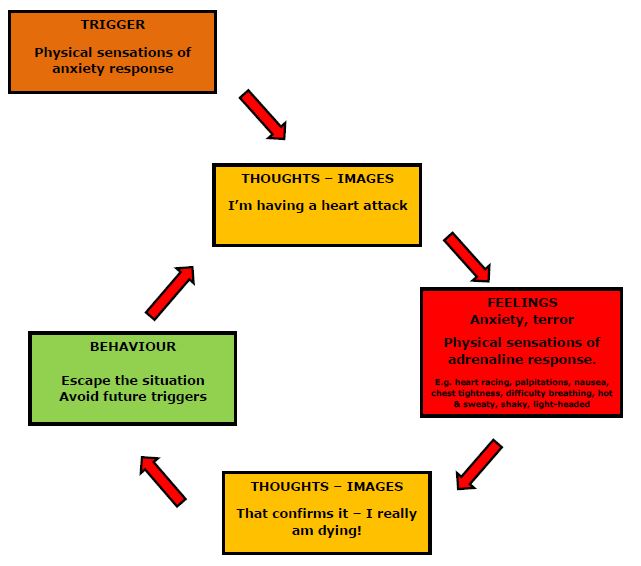 TRIGGER
Physical sensations of
anxiety response
THOUGHTS – IMAGES
I’m having a heart attack
FEELINGS
Anxiety, terror
Physical sensations of
adrenaline response.
E.g. heart racing, palpitations, nausea,
chest tightness, difficulty breathing, hot
& sweaty, shaky, light-headed
THOUGHTS – IMAGES
That confirms it – I really
am dying!
BEHAVIOUR
Escape the situation
Avoid future triggers